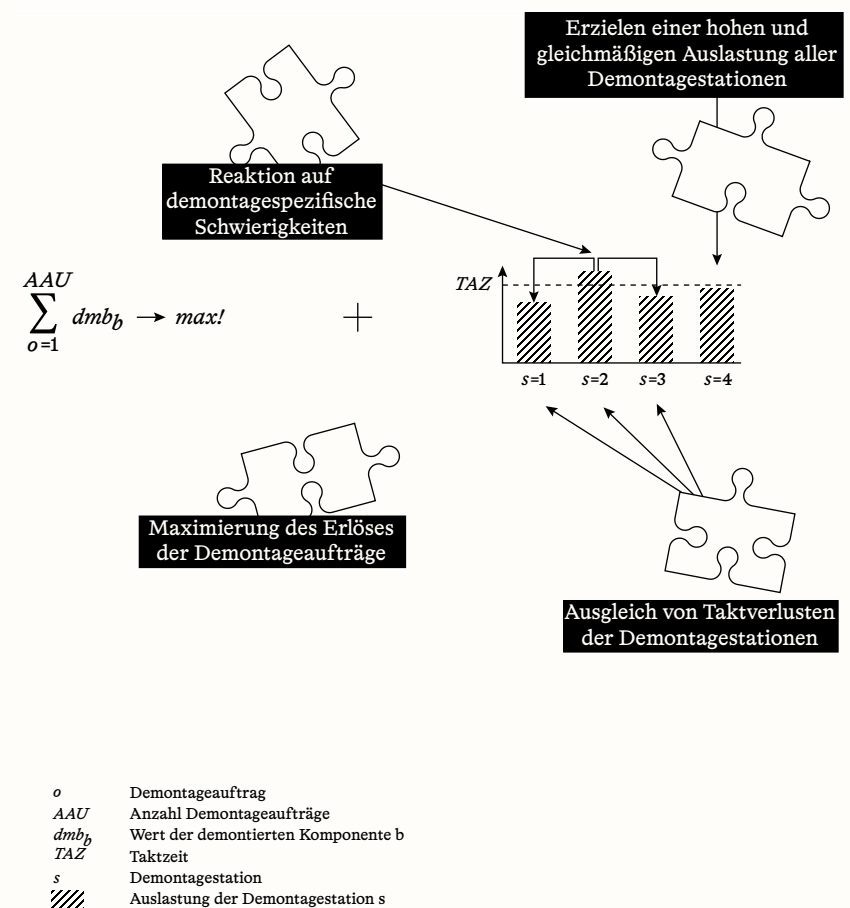 Erzielen einer hohen und
gleichmäßigen Auslastung aller
Demontagestationen
Reaktion auf
demontagespezifische
Schwierigkeiten
AAU
∑ dmb_b → max!
o=1
+
TAZ
s=1 s=2 s=3 s=4
Maximierung des Erlöses
der Demontageaufträge
Ausgleich von Taktverlusten
der Demontagestationen
o Demontageauftrag
AAU Anzahl Demontageaufträge
dmb_b Wert der demontierten Komponente b
TAZ Taktzeit
s Demontagestation
Auslastung der Demontagestation s